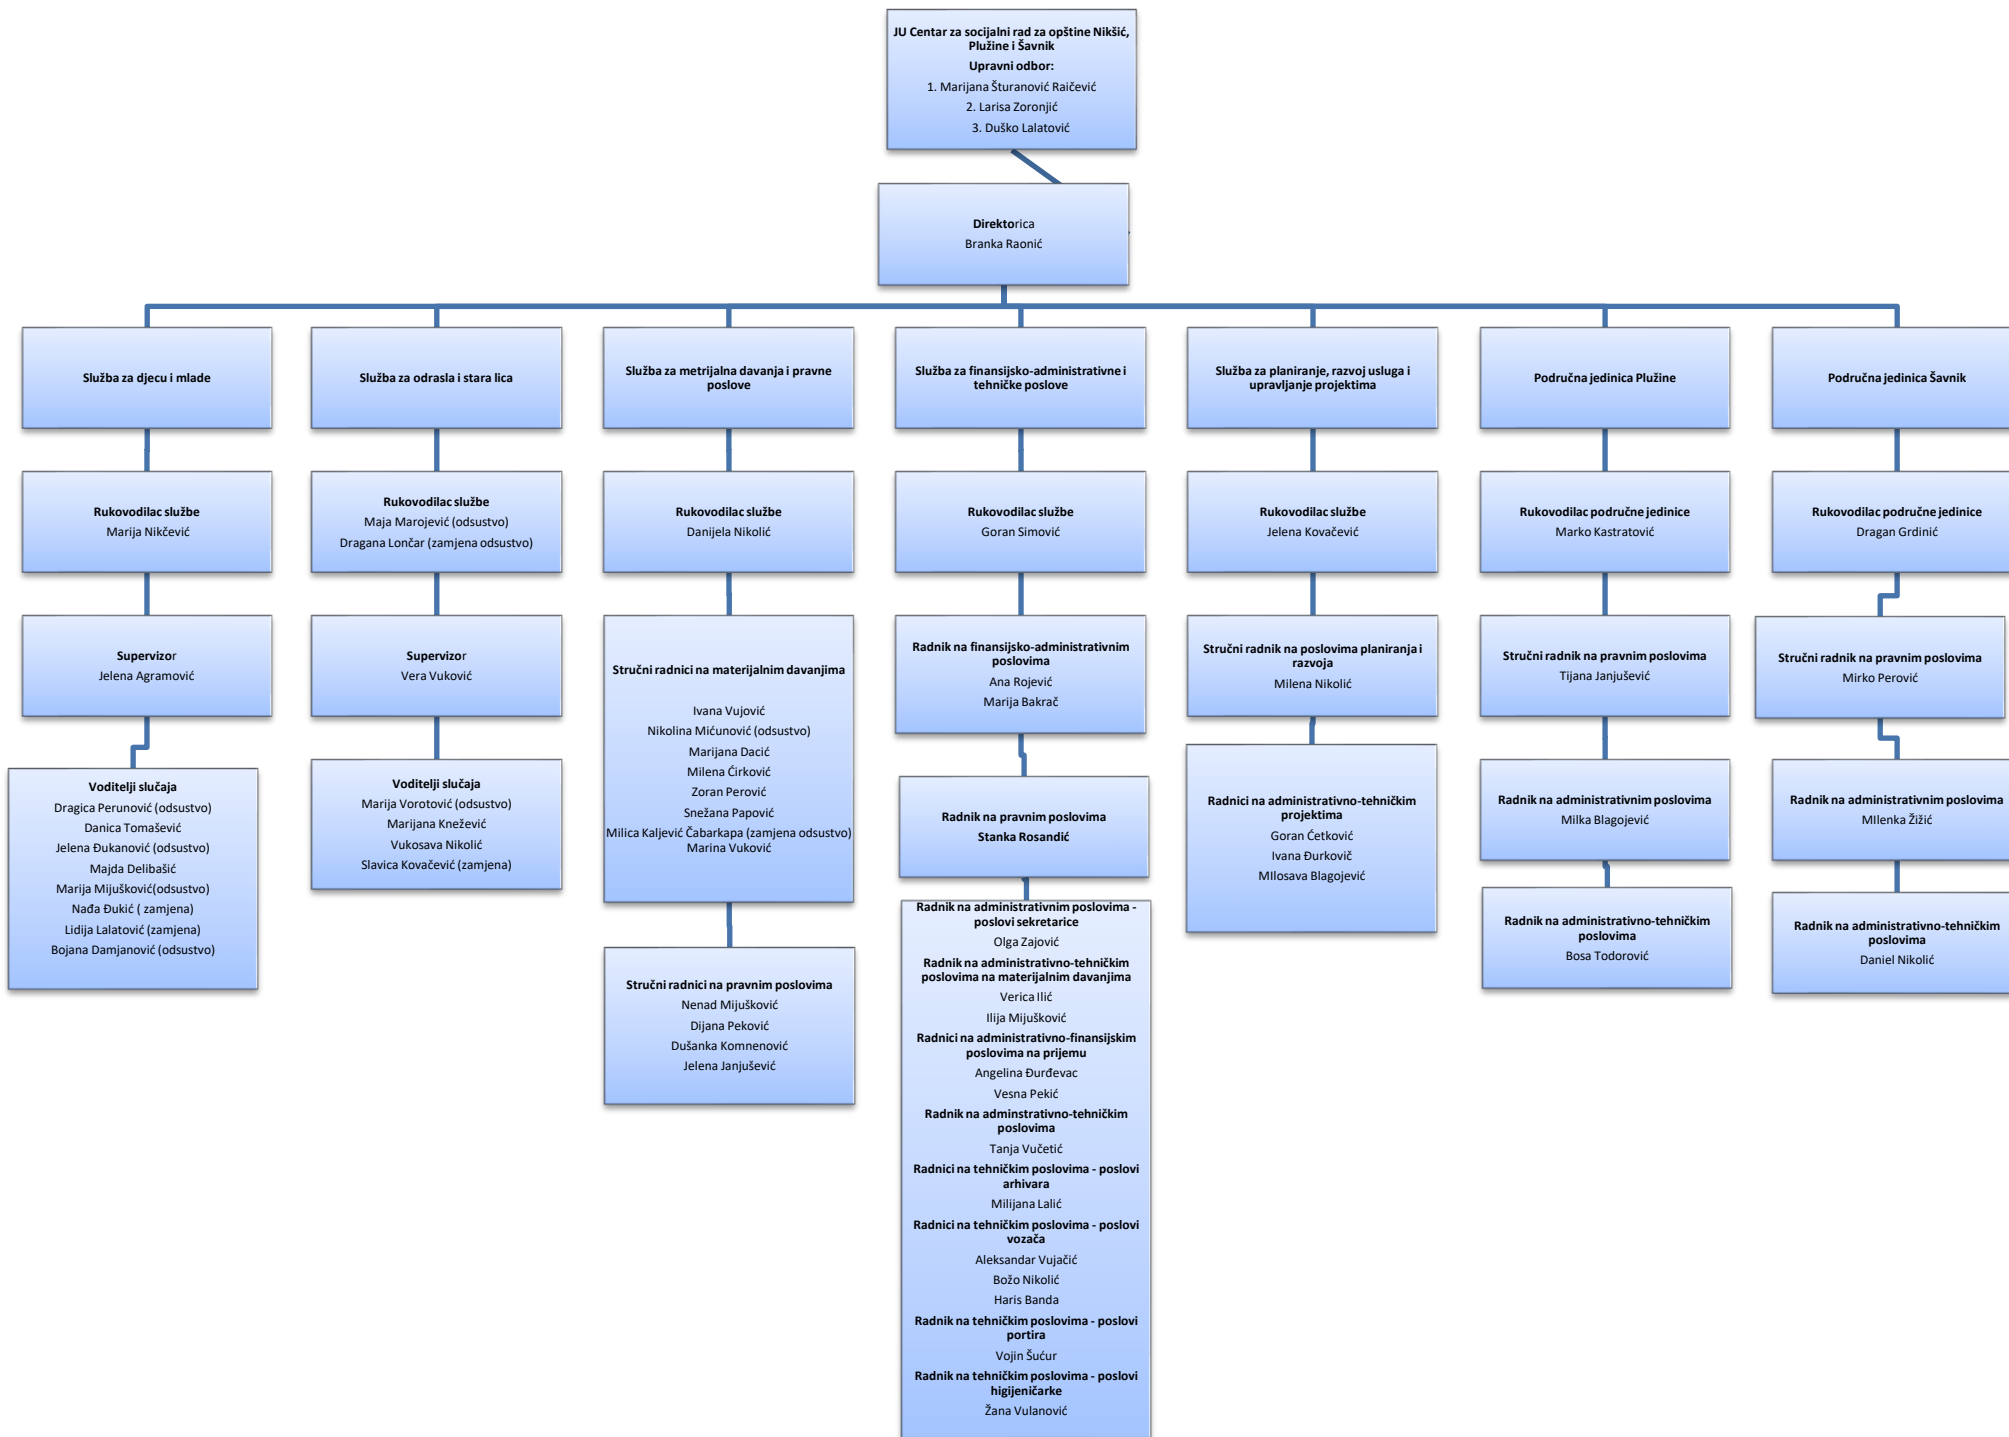 JU Centar za socijalni rad za opštine Nikšić,
Plužine i Šavnik
Upravni odbor:
1. Marijana Šturanović Raičević
2. Larisa Zoronjić
3. Duško Lalatović
Direktorica
Branka Raonić
Služba za djecu i mlade
Rukovodilac službe
Marija Nikčević
Supervizor
Jelena Agramović
Voditelji slučaja
Dragica Perunović (odsustvo)
Danica Tomašević
Jelena Đukanović (odsustvo)
Majda Delibašić
Marija Mijušković(odsustvo)
Nađa Đukić ( zamjena)
Lidija Lalatović (zamjena)
Bojana Damjanović (odsustvo)
Služba za odrasla i stara lica
Rukovodilac službe
Maja Marojević (odsustvo)
Dragana Lončar (zamjena odsustvo)
Supervizor
Vera Vuković
Voditelji slučaja
Marija Vorotović (odsustvo)
Marijana Knežević
Vukosava Nikolić
Slavica Kovačević (zamjena)
Služba za metrijalna davanja i pravne
poslove
Rukovodilac službe
Danijela Nikolić
Stručni radnici na materijalnim davanjima
Ivana Vujović
Nikolina Mićunović (odsustvo)
Marijana Dacić
Milena Ćirković
Zoran Perović
Snežana Papović
Milica Kaljević Čabarkapa (zamjena odsustvo)
Marina Vuković
Stručni radnici na pravnim poslovima
Nenad Mijušković
Dijana Peković
Dušanka Komnenović
Jelena Janjušević
Služba za finansijsko-administrativne i
tehničke poslove
Rukovodilac službe
Goran Simović
Radnik na finansijsko-administrativnim
poslovima
Ana Rojević
Marija Bakrač
Radnik na pravnim poslovima
Stanka Rosandić
Radnik na administrativnim poslovima -
poslovi sekretarice
Olga Zajović
Radnik na administrativno-tehničkim
poslovima na materijalnim davanjima
Verica Ilić
Ilija Mijušković
Radnici na administrativno-finansijskim
poslovima na prijemu
Angelina Đurđevac
Vesna Pekić
Radnik na adminstrativno-tehničkim
poslovima
Tanja Vučetić
Radnici na tehničkim poslovima - poslovi
arhivara
Milijana Lalić
Radnici na tehničkim poslovima - poslovi
vozača
Aleksandar Vujačić
Božo Nikolić
Haris Banda
Radnik na tehničkim poslovima - poslovi
portira
Vojin Šućur
Radnik na tehničkim poslovima - poslovi
higijeničarke
Žana Vulanović
Služba za planiranje, razvoj usluga i
upravljanje projektima
Rukovodilac službe
Jelena Kovačević
Stručni radnik na poslovima planiranja i
razvoja
Milena Nikolić
Radnici na administrativno-tehničkim
projektima
Goran Ćetković
Ivana Đurkovič
MIlosava Blagojević
Područna jedinica Plužine
Rukovodilac područne jedinice
Marko Kastratović
Stručni radnik na pravnim poslovima
Tijana Janjušević
Radnik na administrativnim poslovima
Milka Blagojević
Radnik na administrativno-tehničkim
poslovima
Bosa Todorović
Područna jedinica Šavnik
Rukovodilac područne jedinice
Dragan Grdinić
Stručni radnik na pravnim poslovima
Mirko Perović
Radnik na administrativnim poslovima
MIlenka Žižić
Radnik na administrativno-tehničkim
poslovima
Daniel Nikolić